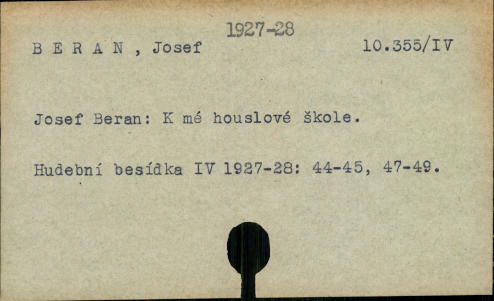 1927-28
B E R A N , Josef 10.355/IV
Josef Beran: K mé houslové škole.
Hudební besídka IV 1927-28: 44-45, 47-49.